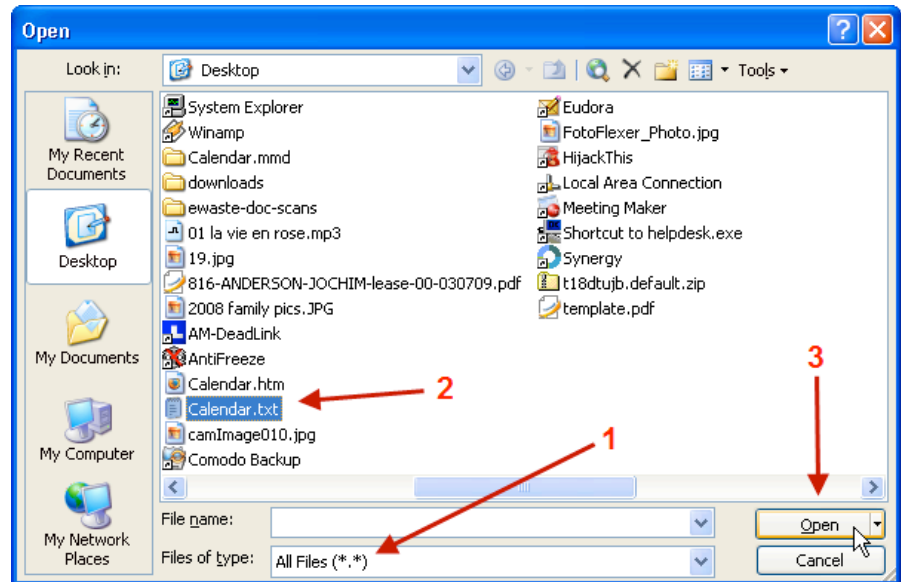 Open
Look in:
Desktop
Tools
My Recent
Documents
Desktop
My Documents
My Computer
My Network
Places
System Explorer
Winamp
Calendar.mmd
downloads
ewaste-doc-scans
01 la vie en rose.mp3
19.jpg
816-ANDERSON-JOCHIM-lease-00-030709.pdf
2008 family pics.JPG
AM-DeadLink
AntiFreeze
Calendar.htm
Calendar.txt
camImage010.jpg
Comodo Backup
Eudora
FotoFlexer_Photo.jpg
HijackThis
Local Area Connection
Meeting Maker
Shortcut to helpdesk.exe
Synergy
t18dtujb.default.zip
template.pdf
2
1
3
File name:
Open
Files of type:
All Files (*.*)
Cancel